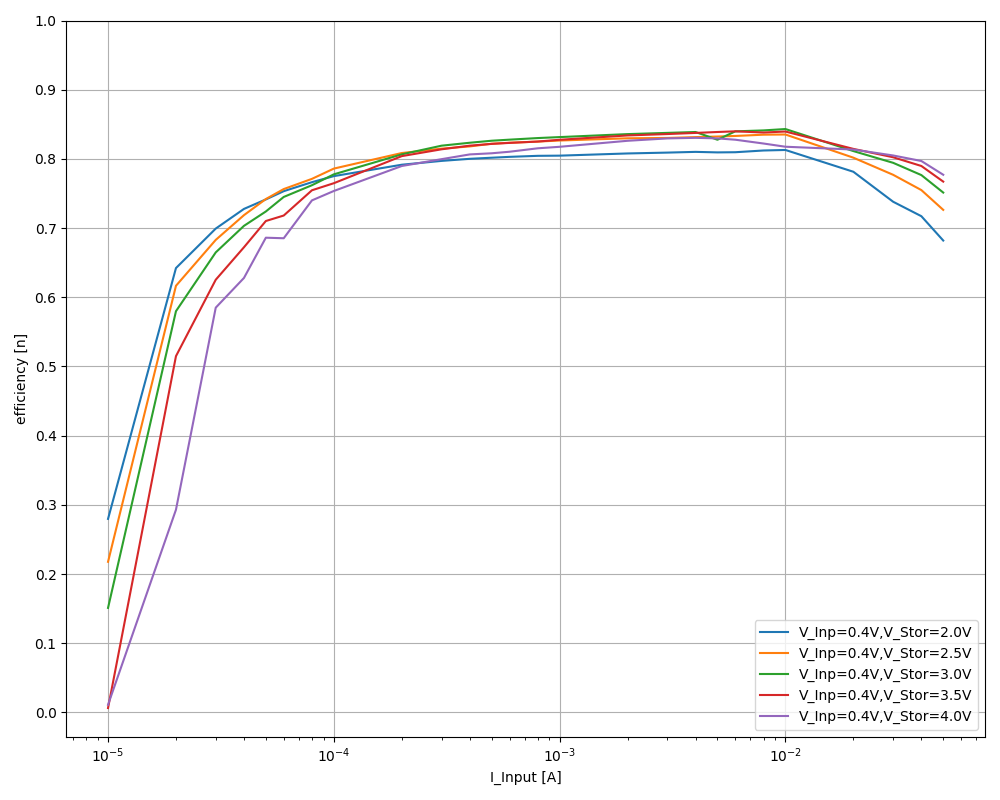 1.0
0.9
0.8
0.7
0.6
0.5
0.4
0.3
0.2
0.1
0.0
efficiency [n]
10⁻⁵ 10⁻⁴ 10⁻³ 10⁻²
I_Input [A]
V_Inp=0.4V,V_Stor=2.0V
V_Inp=0.4V,V_Stor=2.5V
V_Inp=0.4V,V_Stor=3.0V
V_Inp=0.4V,V_Stor=3.5V
V_Inp=0.4V,V_Stor=4.0V